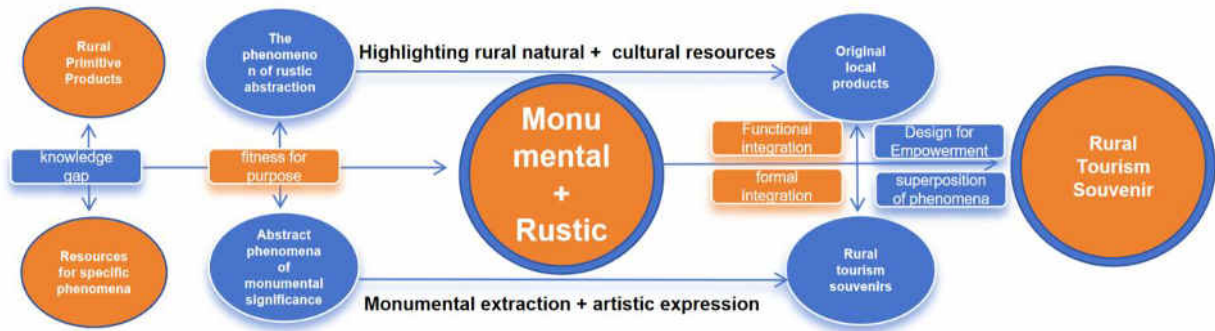 Rural
Primitive
Products
knowledge
gap
Resources
for specific
phenomena
The
phenomeno
n of rustic
abstraction
fitness for
purpose
Abstract
phenomena
of
monumental
significance
Highlighting rural natural + cultural resources
Monu
mental
+
Rustic
Monumental extraction + artistic expression
Original
local
products
Functional
integration
formal
integration
Design for
Empowerment
superposition
of phenomena
Rural
tourism
souvenirs
Rural
Tourism
Souvenir